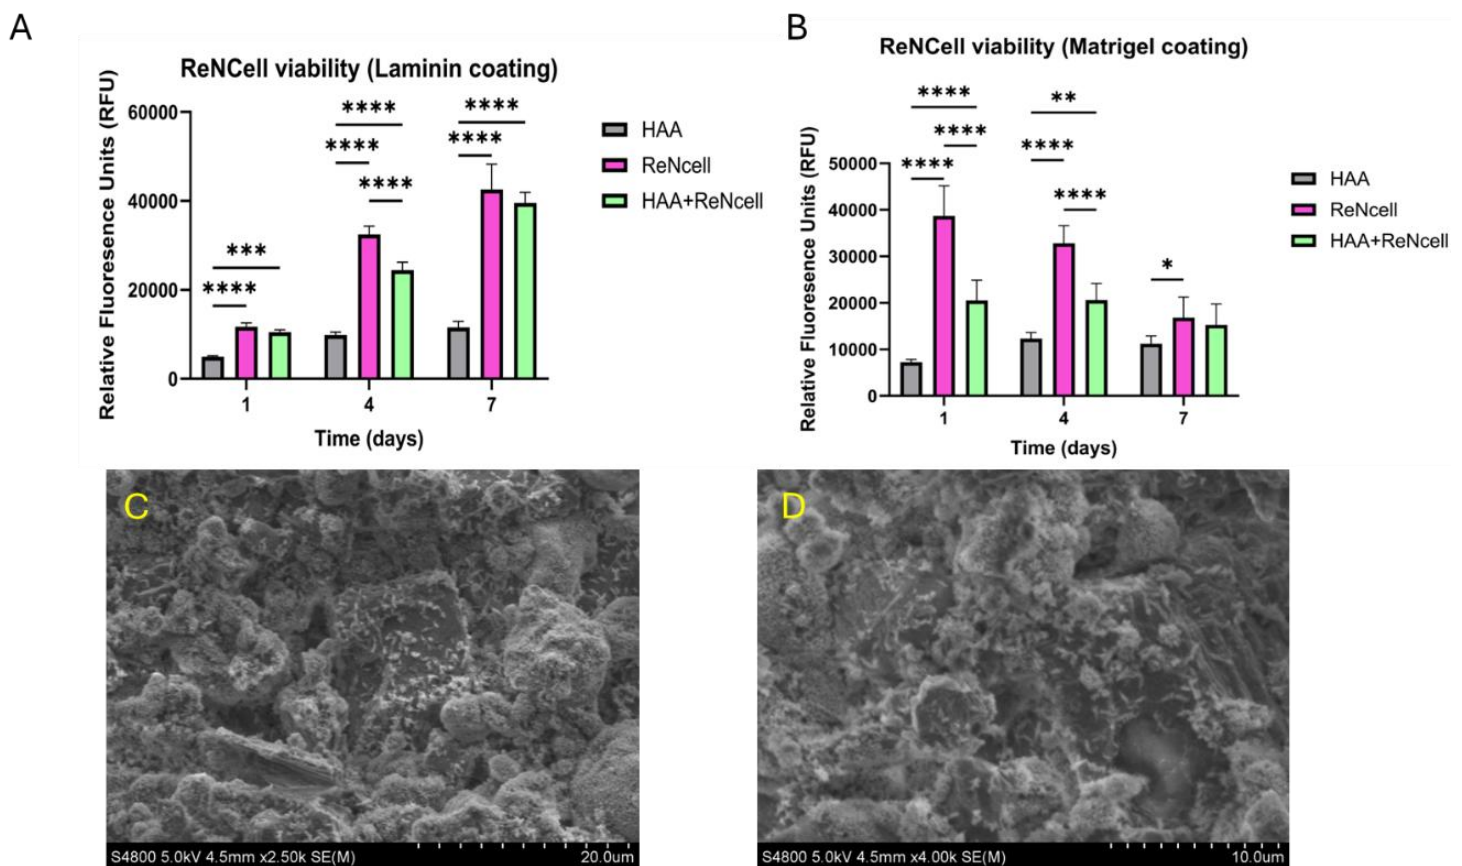 A
ReNCell viability (Laminin coating)
Relative Fluoresence Units (RFU)
60000
40000
20000
0
***
****
****
****
****
****
****
1
4
7
Time (days)
HAA
ReNcell
HAA+ReNcell
B
ReNCell viability (Matrigel coating)
Relative Fluoresence Units (RFU)
50000
40000
30000
20000
10000
0
****
****
****
**
****
****
*
1
4
7
Time (days)
HAA
ReNcell
HAA+ReNcell
C
S4800 5.0kV 4.5mm x2.50k SE(M)
20.0um
D
S4800 5.0kV 4.5mm x4.00k SE(M)
10.0um